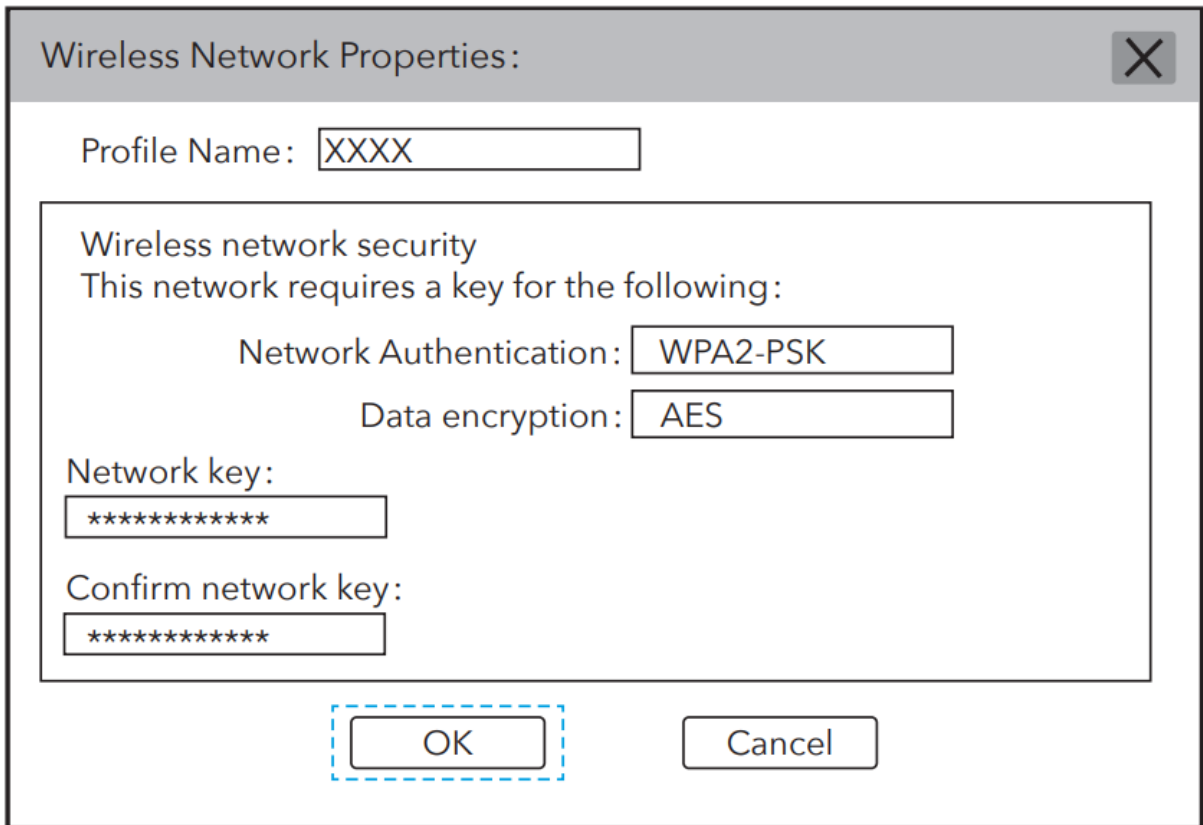 Wireless Network Properties:
Profile Name: XXXX
Wireless network security
This network requires a key for the following:
Network Authentication: WPA2-PSK
Data encryption: AES
Network key:
************
Confirm network key:
************
OK Cancel